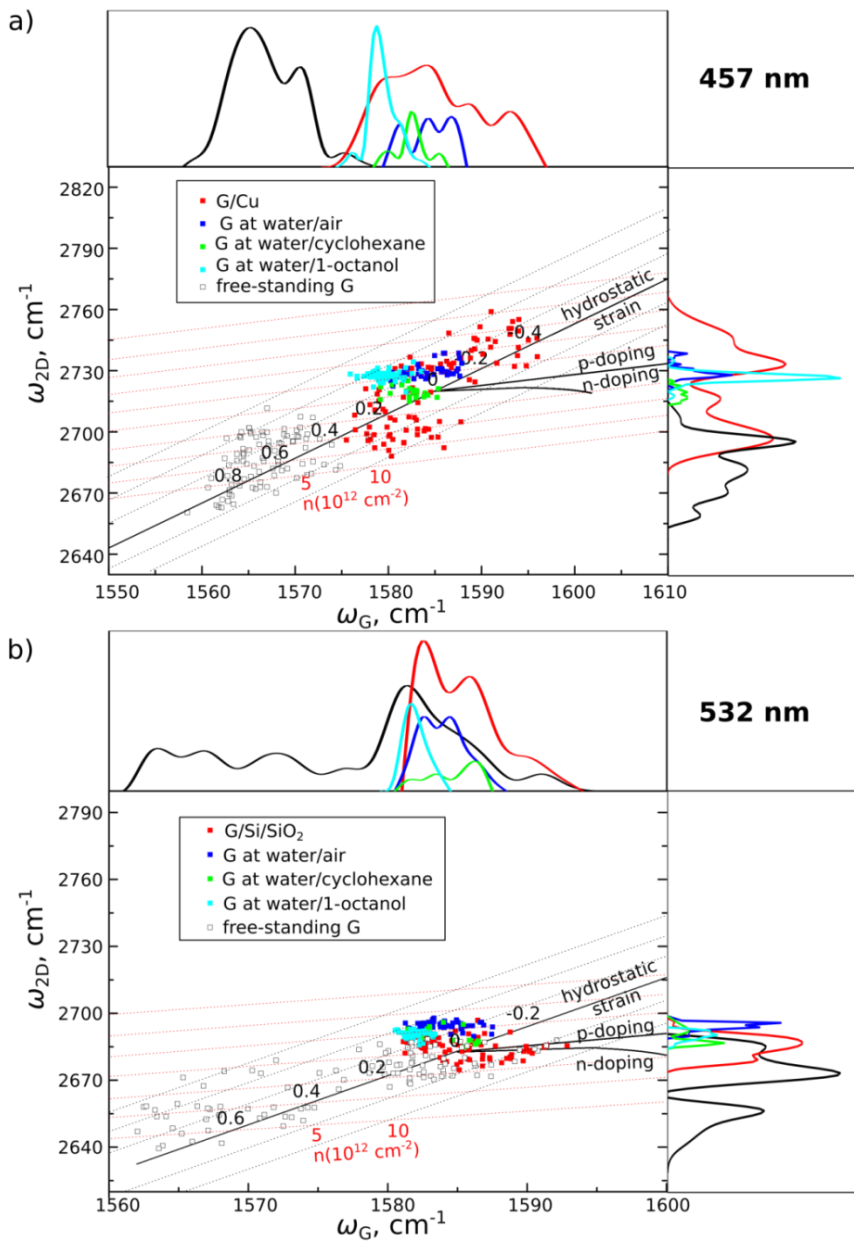 a)
457 nm
2820
2790
2760
2730
2700
2670
2640
ω2D, cm-1
G/Cu
G at water/air
G at water/cyclohexane
G at water/1-octanol
free-standing G
hydrostatic
strain
p-doping
n-doping
-0.4
0.2
0
0.2
0.4
0.6
0.8
5
10
n(10^12 cm-2)
1550
1560
1570
1580
1590
1600
1610
ωG, cm-1
b)
532 nm
2790
2760
2730
2700
2670
2640
ω2D, cm-1
G/Si/SiO2
G at water/air
G at water/cyclohexane
G at water/1-octanol
free-standing G
hydrostatic
strain
p-doping
n-doping
-0.2
0
0.2
0.4
0.6
5
10
n(10^12 cm-2)
1560
1570
1580
1590
1600
ωG, cm-1